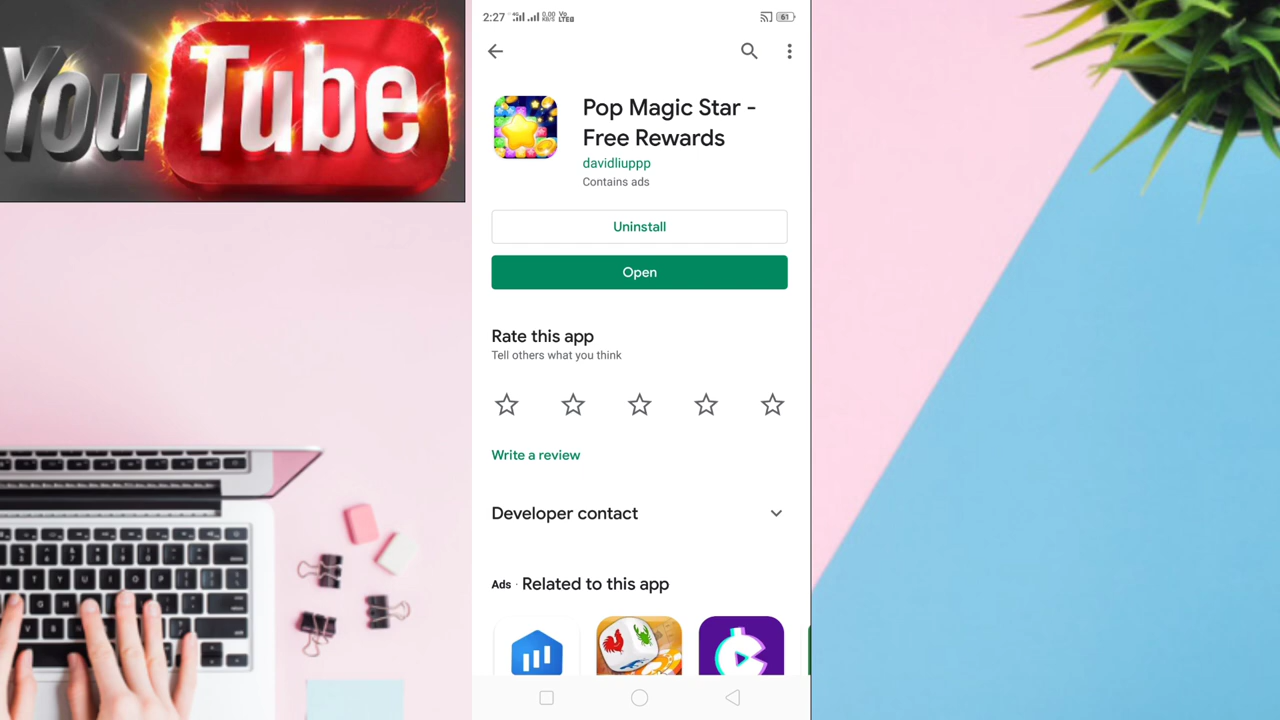 YouTube
2:27
61
Pop Magic Star -
Free Rewards
davidliuppp
Contains ads
Uninstall
Open
Rate this app
Tell others what you think
Write a review
Developer contact
Ads · Related to this app